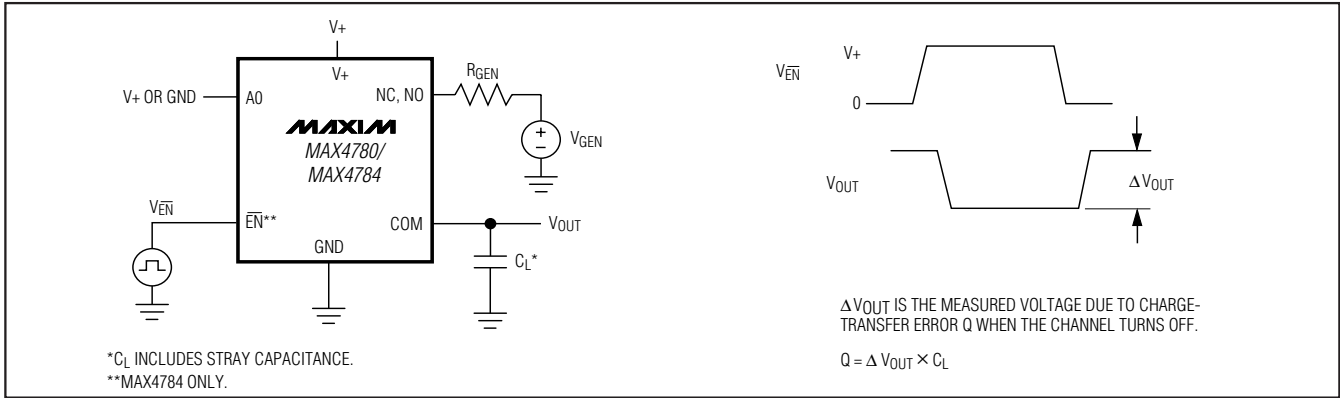 V+
V+
V+ OR GND
A0
NC, NO
RGEN
MAXIM
MAX4780/
MAX4784
+
−
VGEN
VEN
EN**
COM
VOUT
GND
CL*
*CL INCLUDES STRAY CAPACITANCE.
**MAX4784 ONLY.
VEN
V+
0
VOUT
ΔVOUT
ΔVOUT IS THE MEASURED VOLTAGE DUE TO CHARGE-
TRANSFER ERROR Q WHEN THE CHANNEL TURNS OFF.
Q = Δ VOUT × CL